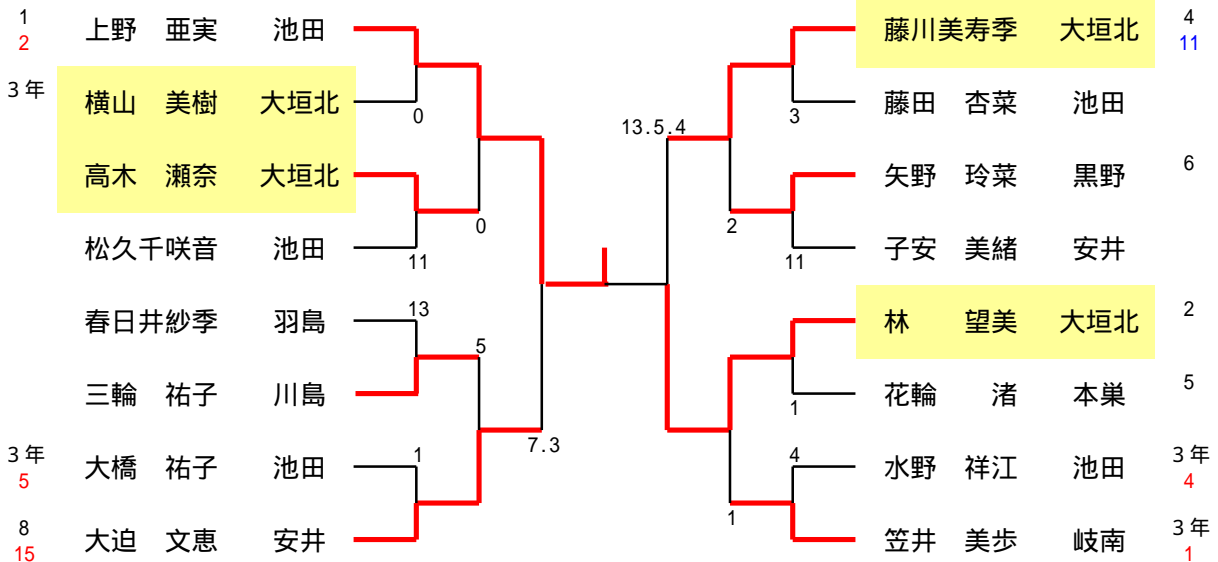 1 上野 亜実 池田
2
3年 横山 美樹 大垣北
0
高木 瀬奈 大垣北
0
松久千咲音 池田
11
春日井紗季 羽島
13
5
三輪 祐子 川島
7.3
3年 大橋 祐子 池田
5
1
8 大迫 文恵 安井
15
藤川美寿季 大垣北 4
11
藤田 杏菜 池田
3
13.5.4
矢野 玲菜 黒野 6
2
子安 美緒 安井
11
林 望美 大垣北 2
花輪 渚 本巣 5
1
水野 祥江 池田 3年
4
4
1
笠井 美歩 岐南 3年
1